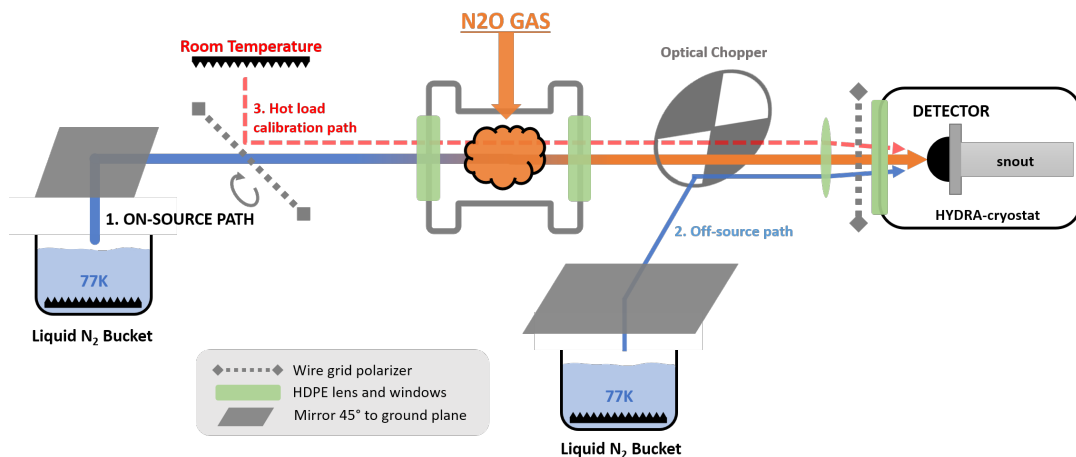 N2O GAS
Room Temperature
Optical Chopper
3. Hot load
calibration path
DETECTOR
snout
HYDRA-cryostat
1. ON-SOURCE PATH
2. Off-source path
77K
Liquid N₂ Bucket
Wire grid polarizer
HDPE lens and windows
Mirror 45° to ground plane
77K
Liquid N₂ Bucket